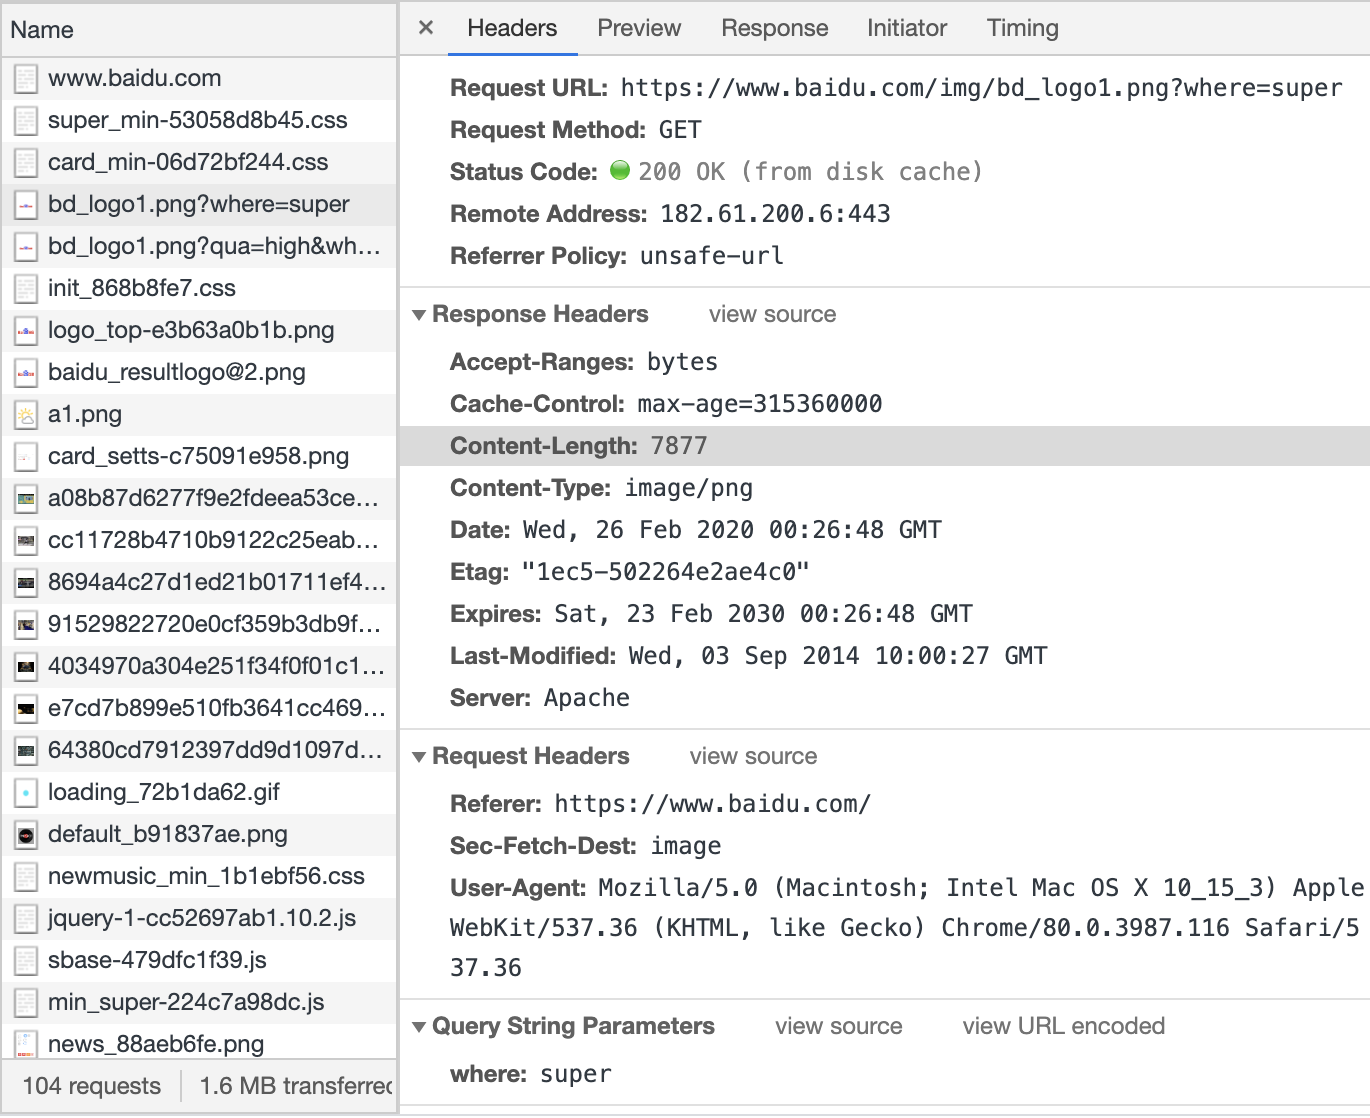 Name
www.baidu.com
super_min-53058d8b45.css
card_min-06d72bf244.css
bd_logo1.png?where=super
bd_logo1.png?qua=high&wh...
init_868b8fe7.css
logo_top-e3b63a0b1b.png
baidu_resultlogo@2.png
a1.png
card_setts-c75091e958.png
a08b87d6277f9e2fdeea53ce...
cc11728b4710b9122c25eab...
8694a4c27d1ed21b01711ef4...
91529822720e0cf359b3db9f...
4034970a304e251f34f0f01c1...
e7cd7b899e510fb3641cc469...
64380cd7912397dd9d1097d...
loading_72b1da62.gif
default_b91837ae.png
newmusic_min_1b1ebf56.css
jquery-1-cc52697ab1.10.2.js
sbase-479dfc1f39.js
min_super-224c7a98dc.js
news_88aeb6fe.png
104 requests 1.6 MB transferred
× Headers Preview Response Initiator Timing
Request URL: https://www.baidu.com/img/bd_logo1.png?where=super
Request Method: GET
Status Code: 200 OK (from disk cache)
Remote Address: 182.61.200.6:443
Referrer Policy: unsafe-url
Response Headers view source
Accept-Ranges: bytes
Cache-Control: max-age=315360000
Content-Length: 7877
Content-Type: image/png
Date: Wed, 26 Feb 2020 00:26:48 GMT
Etag: "1ec5-502264e2ae4c0"
Expires: Sat, 23 Feb 2030 00:26:48 GMT
Last-Modified: Wed, 03 Sep 2014 10:00:27 GMT
Server: Apache
Request Headers view source
Referer: https://www.baidu.com/
Sec-Fetch-Dest: image
User-Agent: Mozilla/5.0 (Macintosh; Intel Mac OS X 10_15_3) Apple
WebKit/537.36 (KHTML, like Gecko) Chrome/80.0.3987.116 Safari/5
37.36
Query String Parameters view source view URL encoded
where: super